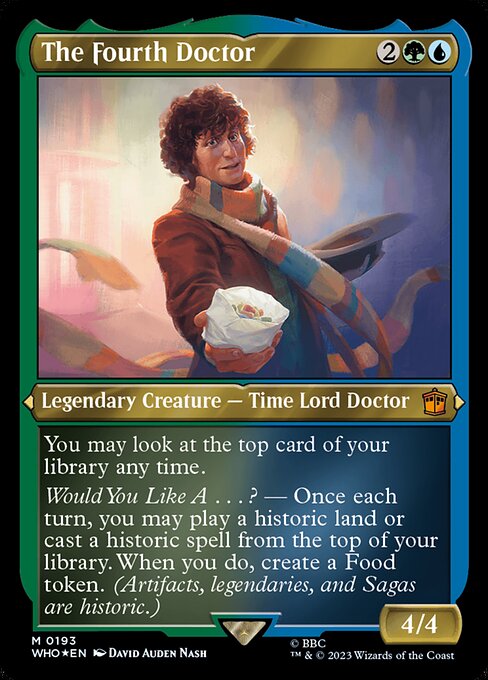 The Fourth Doctor 2
Legendary Creature — Time Lord Doctor
You may look at the top card of your
library any time.
Would You Like A . . . ? — Once each
turn, you may play a historic land or
cast a historic spell from the top of your
library. When you do, create a Food
token. (Artifacts, legendaries, and Sagas
are historic.)
4/4
M 0193
WHO★EN DAVID AUDEN NASH
© BBC
™ & © 2023 Wizards of the Coast